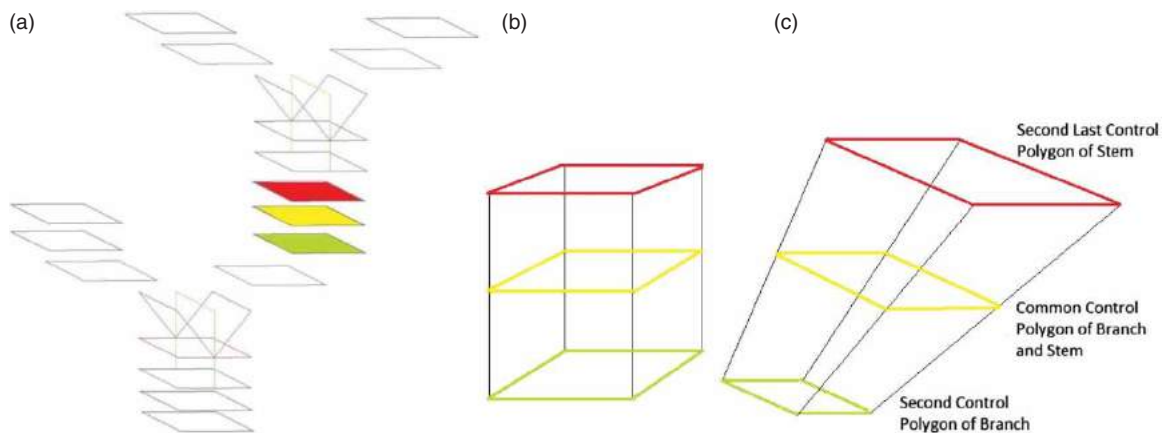 (a)
(b)
(c)
Second Last Control
Polygon of Stem
Common Control
Polygon of Branch
and Stem
Second Control
Polygon of Branch